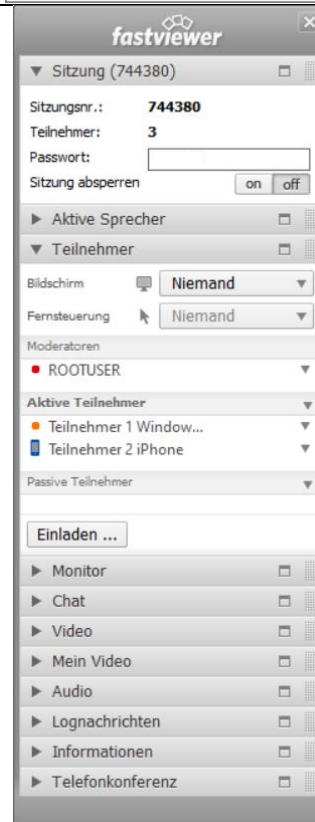 fastviewer
Sitzung (744380)
Sitzungsnr.: 744380
Teilnehmer: 3
Passwort:
Sitzung absperren on off
Aktive Sprecher
Teilnehmer
Bildschirm Niemand
Fernsteuerung Niemand
Moderatoren
ROOTUSER
Aktive Teilnehmer
Teilnehmer 1 Window...
Teilnehmer 2 iPhone
Passive Teilnehmer
Einladen ...
Monitor
Chat
Video
Mein Video
Audio
Lognachrichten
Informationen
Telefonkonferenz